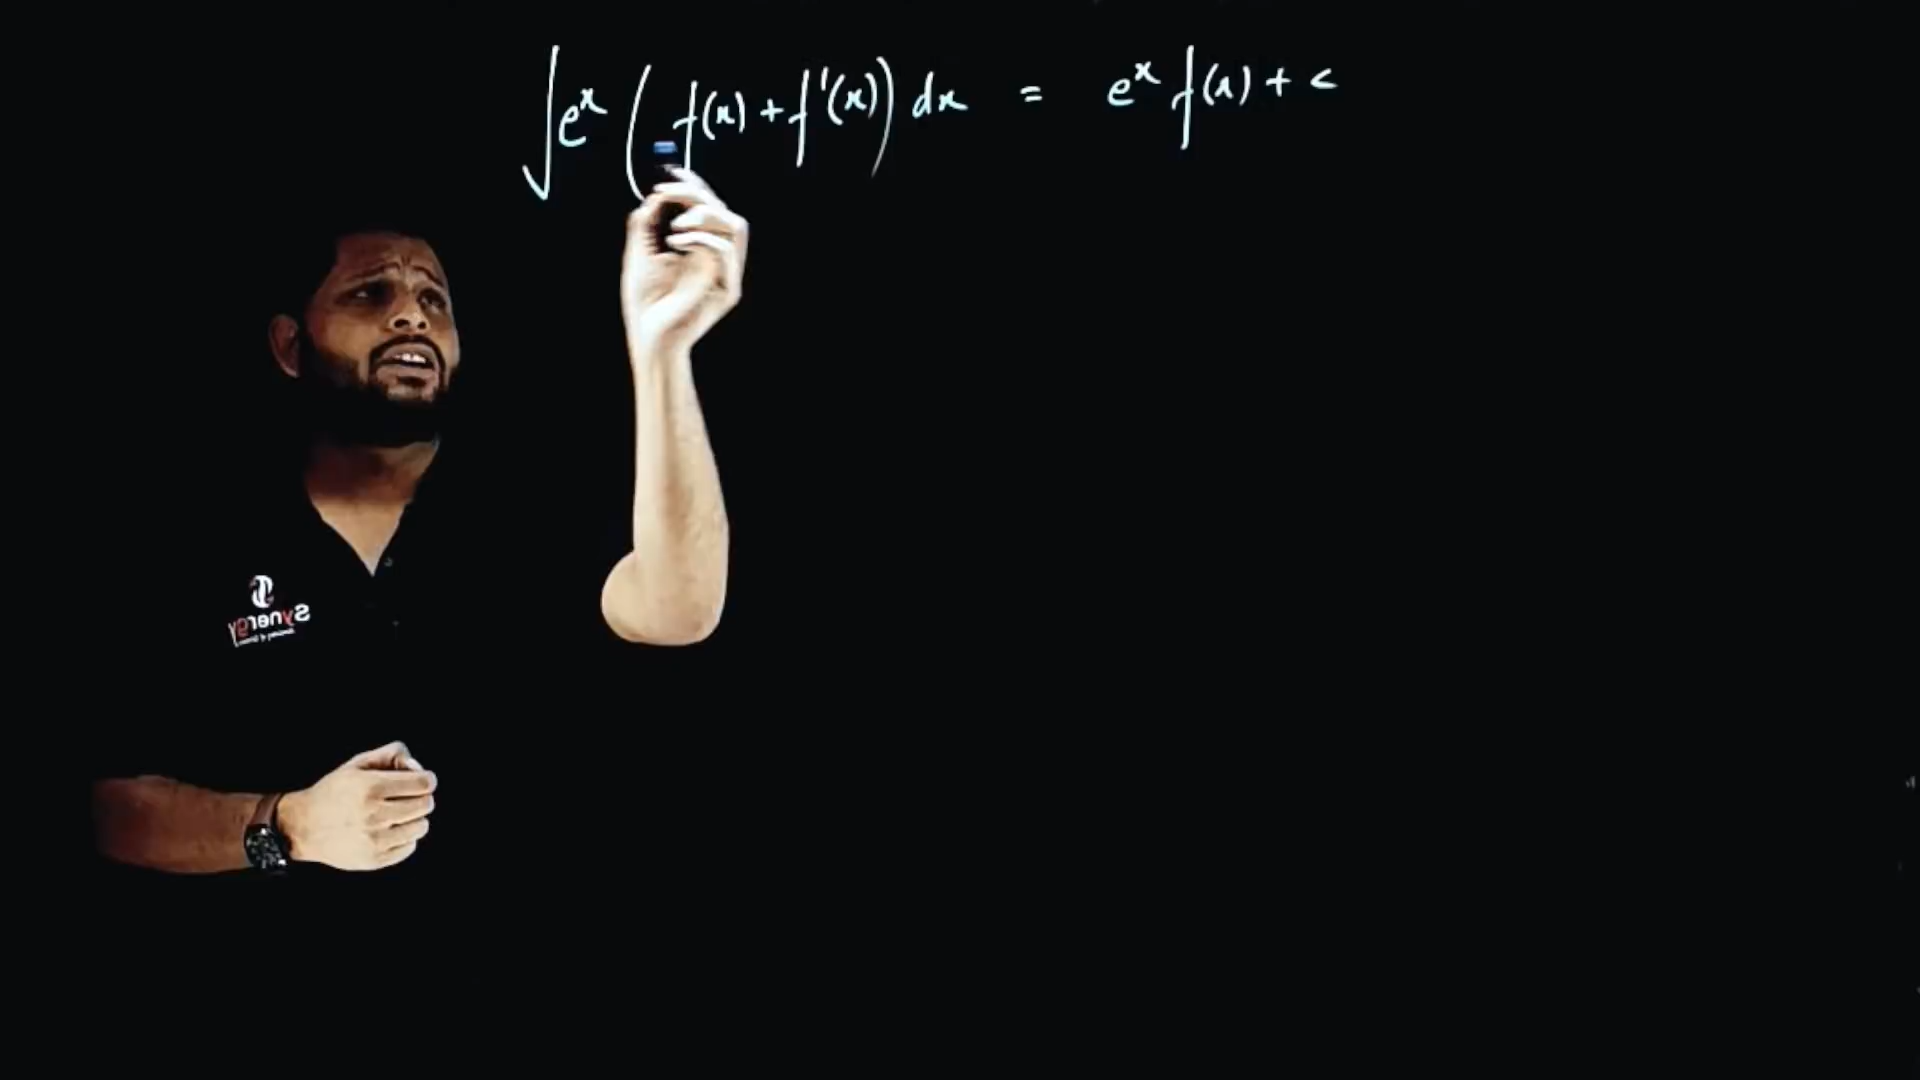 ∫eˣ ( f(x) + f'(x)) dx = eˣ f(x) + c
Synergy